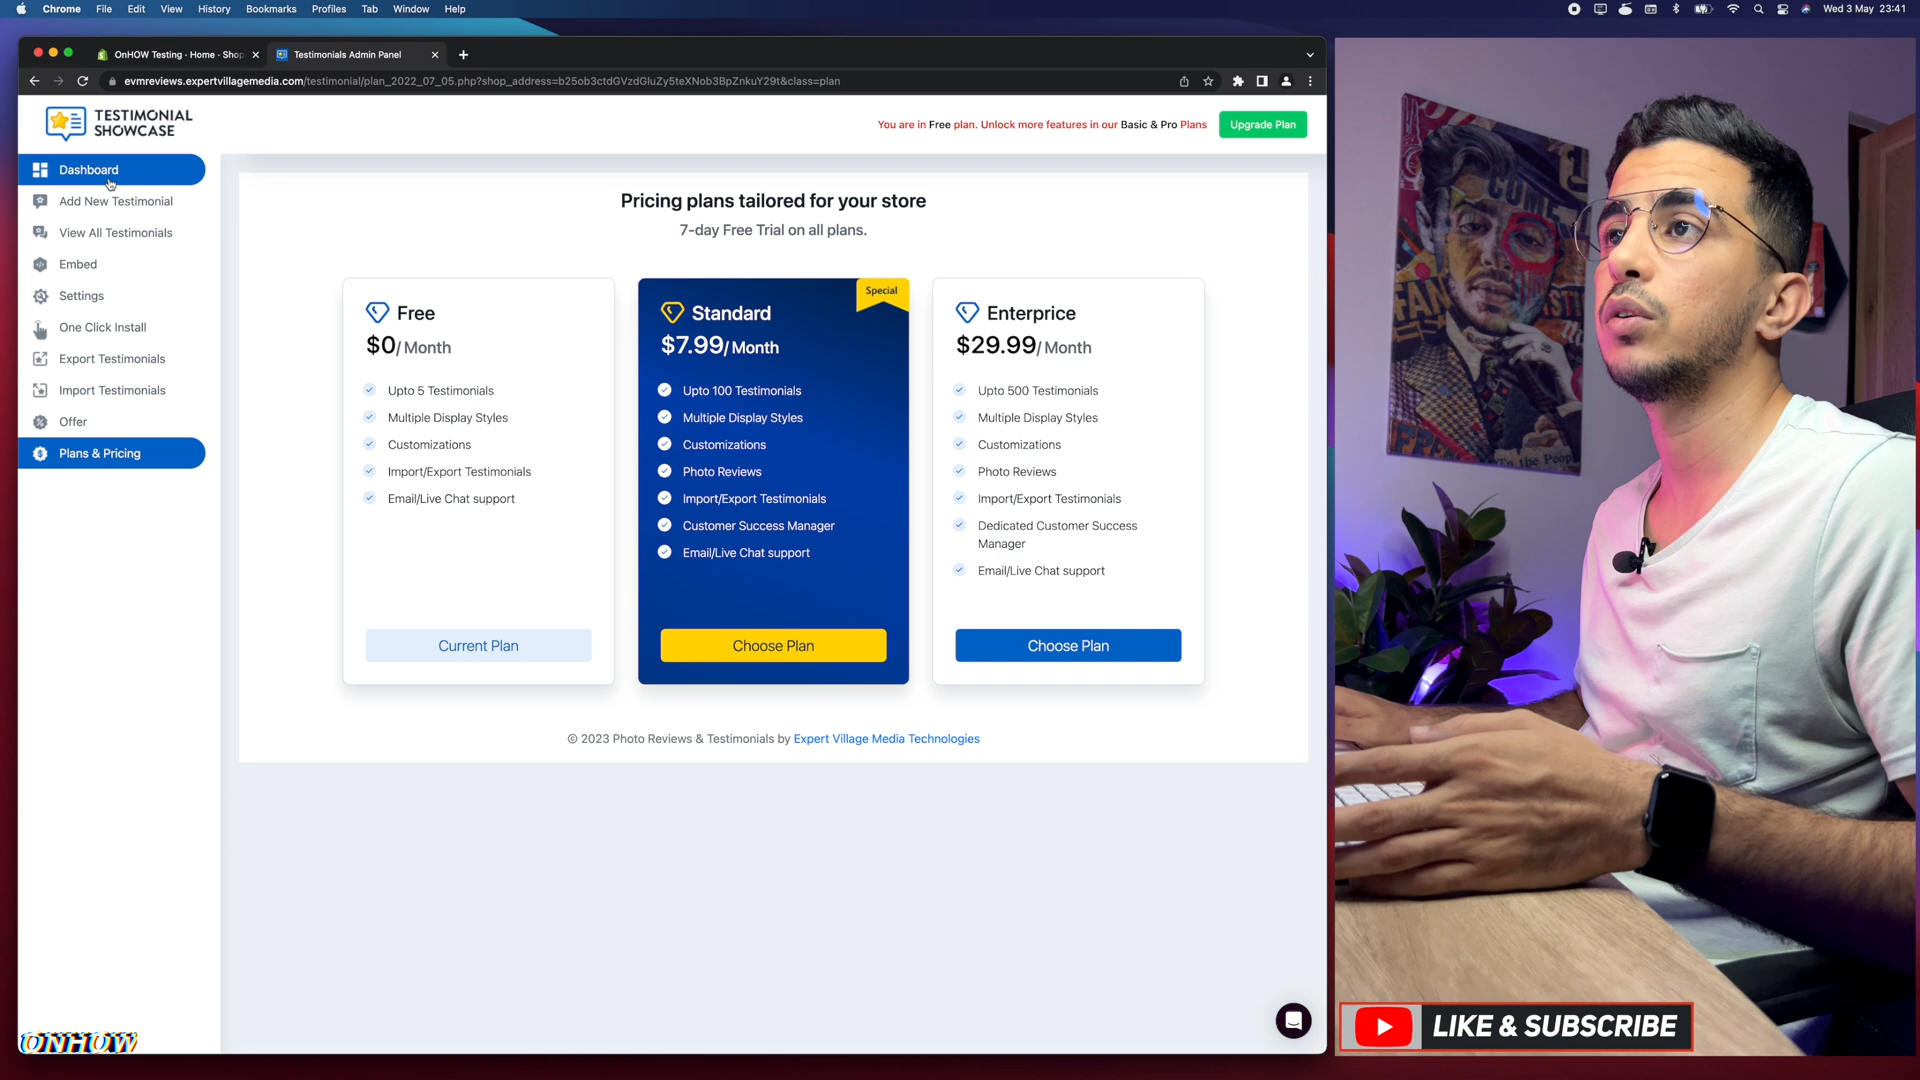 Chrome File Edit View History Bookmarks Profiles Tab Window Help
Wed 3 May 23:41
OnHOW Testing · Home · Shop
Testimonials Admin Panel
evmreviews.expertvillagemedia.com/testimonial/plan_2022_07_05.php?shop_address=b25ob3ctdGVzdGluZy5teXNob3BpZnkuY29t&class=plan
TESTIMONIAL
SHOWCASE
You are in Free plan. Unlock more features in our Basic & Pro Plans
Upgrade Plan
Dashboard
Add New Testimonial
View All Testimonials
Embed
Settings
One Click Install
Export Testimonials
Import Testimonials
Offer
Plans & Pricing
Pricing plans tailored for your store
7-day Free Trial on all plans.
Free
$0/ Month
Upto 5 Testimonials
Multiple Display Styles
Customizations
Import/Export Testimonials
Email/Live Chat support
Current Plan
Special
Standard
$7.99/ Month
Upto 100 Testimonials
Multiple Display Styles
Customizations
Photo Reviews
Import/Export Testimonials
Customer Success Manager
Email/Live Chat support
Choose Plan
Enterprice
$29.99/ Month
Upto 500 Testimonials
Multiple Display Styles
Customizations
Photo Reviews
Import/Export Testimonials
Dedicated Customer Success
Manager
Email/Live Chat support
Choose Plan
© 2023 Photo Reviews & Testimonials by Expert Village Media Technologies
ONHOW
LIKE & SUBSCRIBE